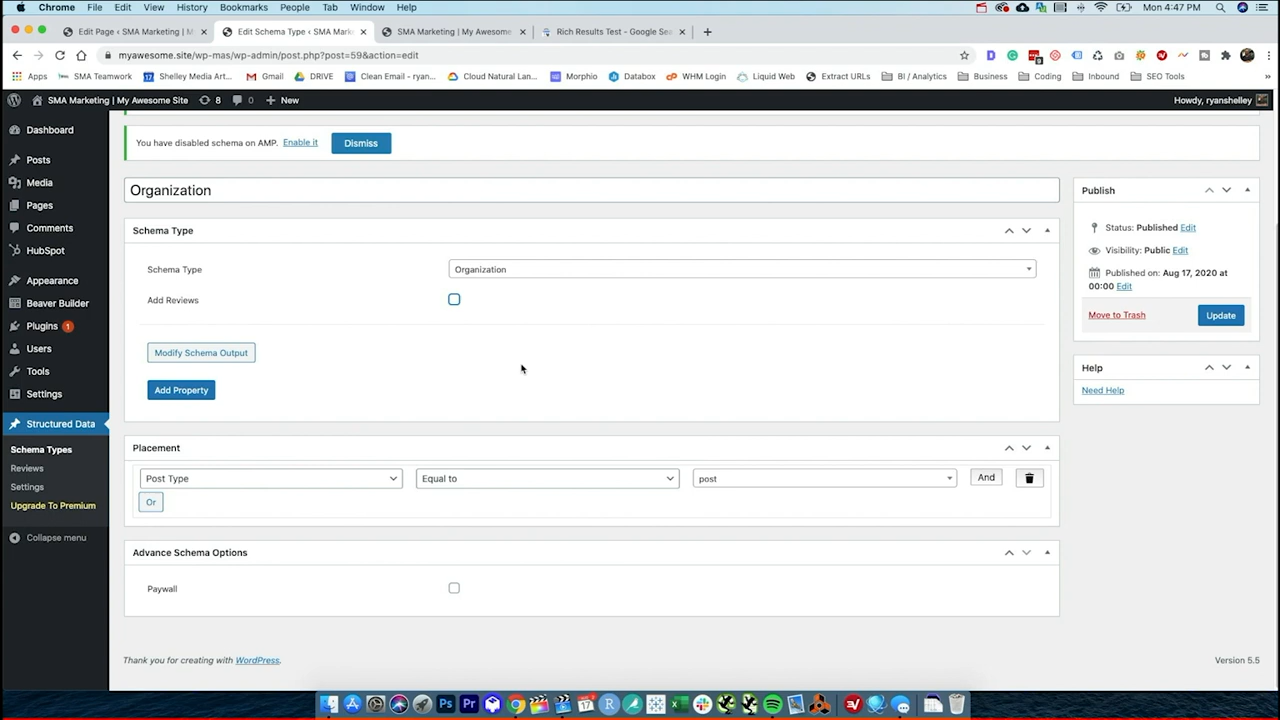 Chrome File Edit View History Bookmarks People Tab Window Help Mon 4:47 PM
Edit Page ‹ SMA Marketing | M Edit Schema Type ‹ SMA Mark SMA Marketing | My Awesome Rich Results Test - Google Se
myawesome.site/wp-mas/wp-admin/post.php?post=59&action=edit
Apps SMA Teamwork Shelley Media Art... Gmail DRIVE Clean Email - ryan... Cloud Natural Lan... Morphio Databox WHM Login Liquid Web Extract URLs BI / Analytics Business Coding Inbound SEO Tools »
SMA Marketing | My Awesome Site 8 0 + New Howdy, ryanshelley
Dashboard
Posts
Media
Pages
Comments
HubSpot
Appearance
Beaver Builder
Plugins 1
Users
Tools
Settings
Structured Data
Schema Types
Reviews
Settings
Upgrade To Premium
Collapse menu
You have disabled schema on AMP. Enable it Dismiss
Organization
Schema Type
Schema Type Organization
Add Reviews
Modify Schema Output
Add Property
Placement
Post Type Equal to post And
Or
Advance Schema Options
Paywall
Publish
Status: Published Edit
Visibility: Public Edit
Published on: Aug 17, 2020 at
00:00 Edit
Move to Trash Update
Help
Need Help
Thank you for creating with WordPress. Version 5.5